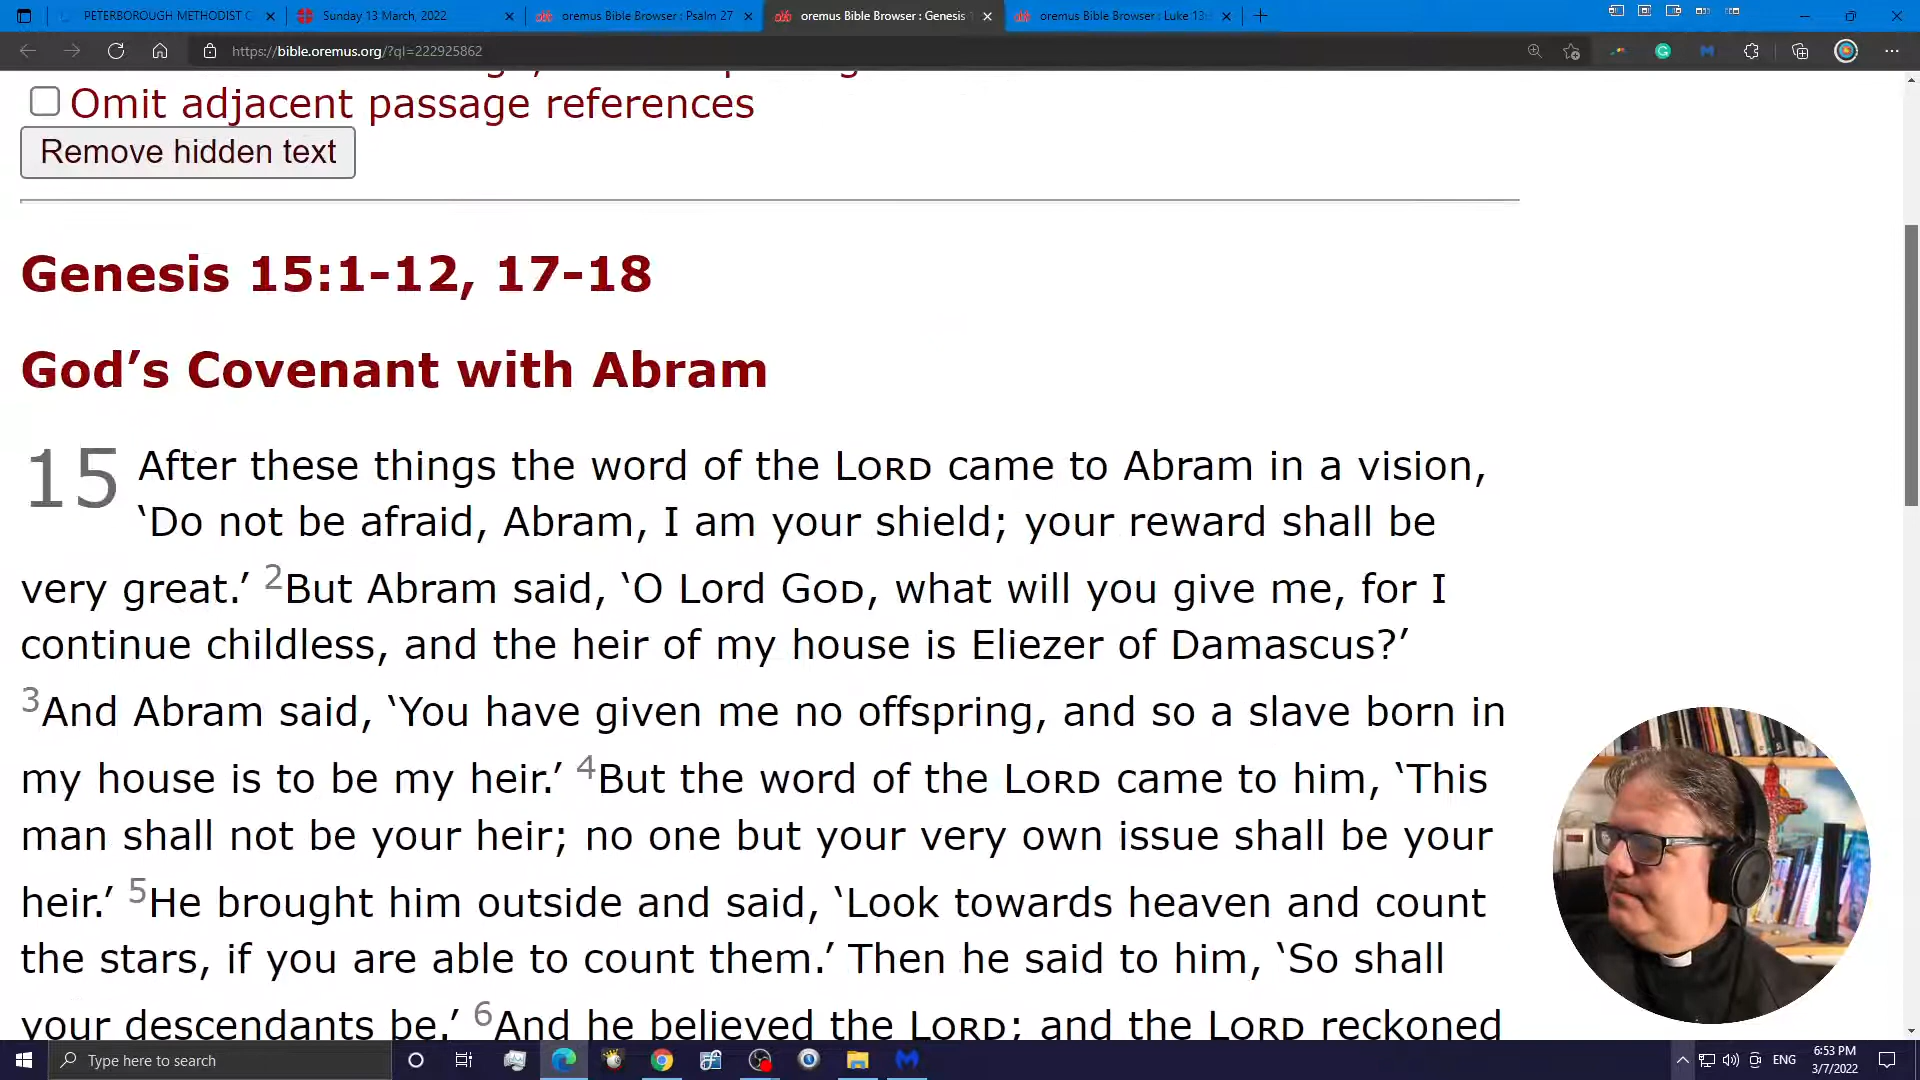 PETERBOROUGH METHODIST C
Sunday 13 March, 2022
oremus Bible Browser : Psalm 27
oremus Bible Browser : Genesis 1
oremus Bible Browser : Luke 13:
https://bible.oremus.org/?ql=222925862
Omit adjacent passage references
Remove hidden text
Genesis 15:1-12, 17-18
God’s Covenant with Abram
15 After these things the word of the LORD came to Abram in a vision,
‘Do not be afraid, Abram, I am your shield; your reward shall be
very great.’ 2But Abram said, ‘O Lord GOD, what will you give me, for I
continue childless, and the heir of my house is Eliezer of Damascus?’
3And Abram said, ‘You have given me no offspring, and so a slave born in
my house is to be my heir.’ 4But the word of the LORD came to him, ‘This
man shall not be your heir; no one but your very own issue shall be your
heir.’ 5He brought him outside and said, ‘Look towards heaven and count
the stars, if you are able to count them.’ Then he said to him, ‘So shall
your descendants be.’ 6And he believed the LORD; and the LORD reckoned
Type here to search
ENG
6:53 PM
3/7/2022